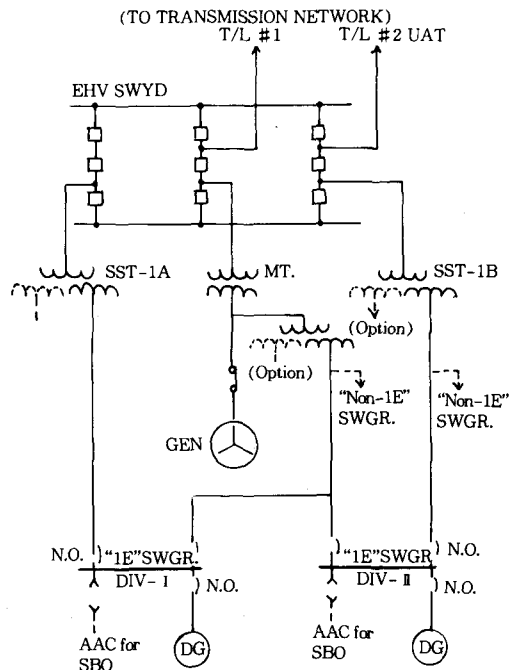 (TO TRANSMISSION NETWORK)
T/L #1
T/L #2 UAT
EHV SWYD
SST-1A
MT.
SST-1B
(Option)
(Option)
"Non-1E"
SWGR.
"Non-1E"
SWGR.
GEN
N.O.
"1E"SWGR.
DIV-I
N.O.
"1E"SWGR.
DIV-II
N.O.
N.O.
AAC for
SBO
DG
AAC for
SBO
DG